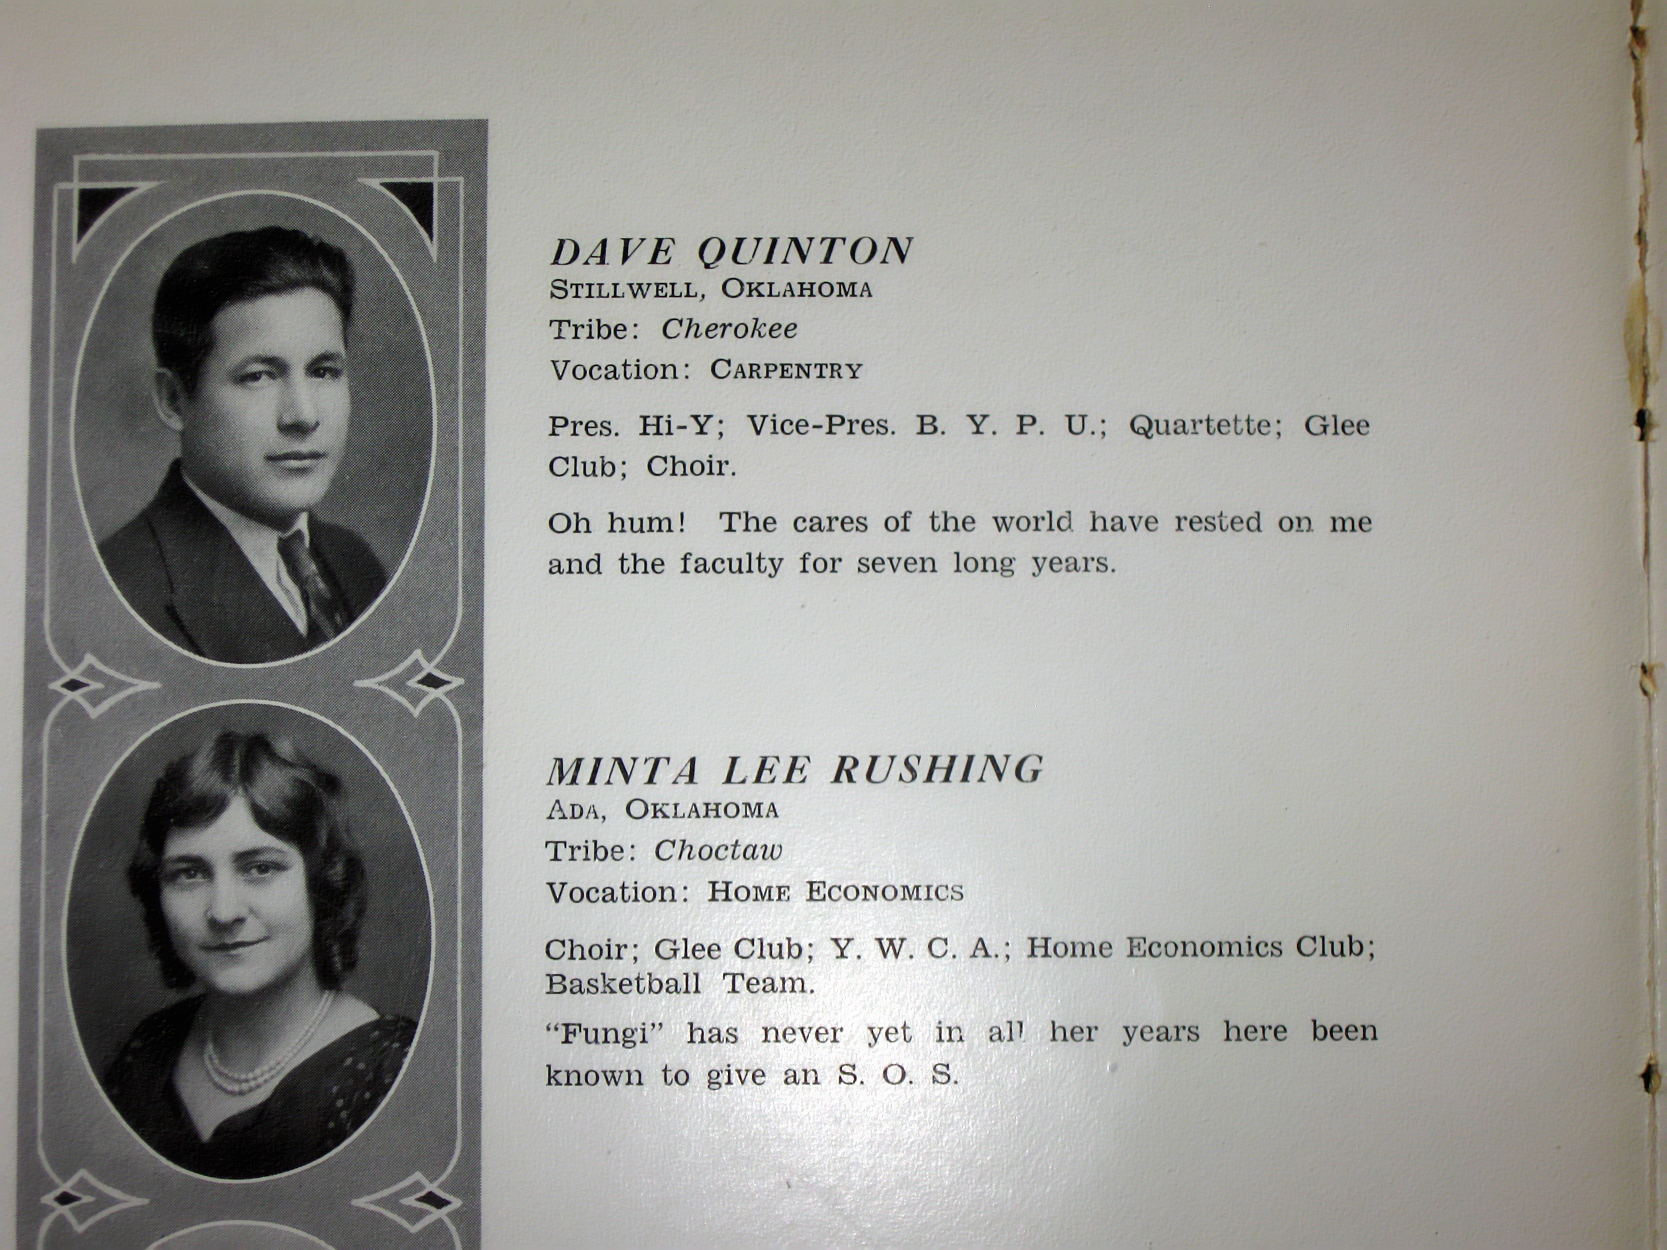 DAVE QUINTON
STILLWELL, OKLAHOMA
Tribe: Cherokee
Vocation: CARPENTRY
Pres. Hi-Y; Vice-Pres. B. Y. P. U.; Quartette; Glee
Club; Choir.
Oh hum! The cares of the world have rested on me
and the faculty for seven long years.
MINTA LEE RUSHING
ADA, OKLAHOMA
Tribe: Choctaw
Vocation: HOME ECONOMICS
Choir; Glee Club; Y. W. C. A.; Home Economics Club;
Basketball Team.
“Fungi” has never yet in all her years here been
known to give an S. O. S.